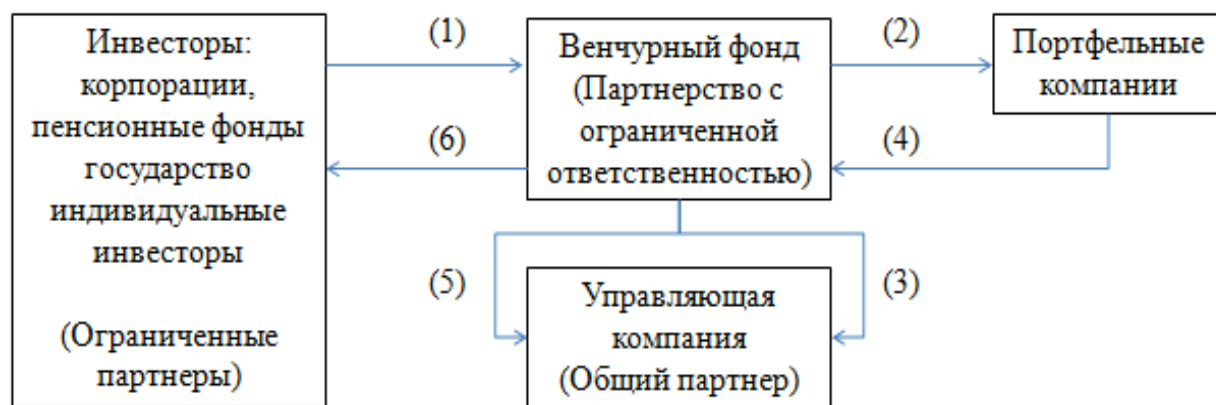 Инвесторы:
корпорации,
пенсионные фонды
государство
индивидуальные
инвесторы
(Ограниченные
партнеры)
(1)
(6)
Венчурный фонд
(Партнерство с
ограниченной
ответственностью)
(2)
(4)
Портфельные
компании
(5)
(3)
Управляющая
компания
(Общий партнер)